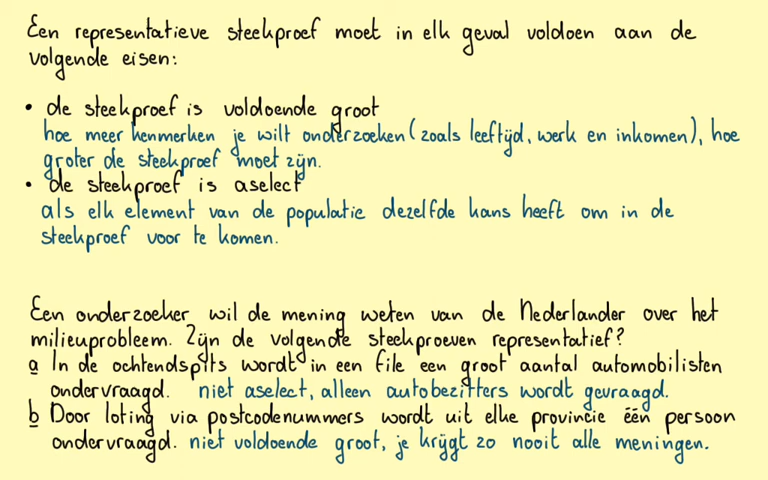 Een representatieve steekproef moet in elk geval voldoen aan de
volgende eisen:
• de steekproef is voldoende groot
hoe meer kenmerken je wilt onderzoeken (zoals leeftijd, werk en inkomen), hoe
groter de steekproef moet zijn.
• de steekproef is aselect
als elk element van de populatie dezelfde kans heeft om in de
steekproef voor te komen.
Een onderzoeker wil de mening weten van de Nederlander over het
milieuprobleem. Zijn de volgende steekproeven representatief?
a In de ochtendspits wordt in een file een groot aantal automobilisten
ondervraagd. niet aselect, alleen autobezitters wordt gevraagd.
b Door loting via postcodenummers wordt uit elke provincie één persoon
ondervraagd. niet voldoende groot, je krijgt zo nooit alle meningen.